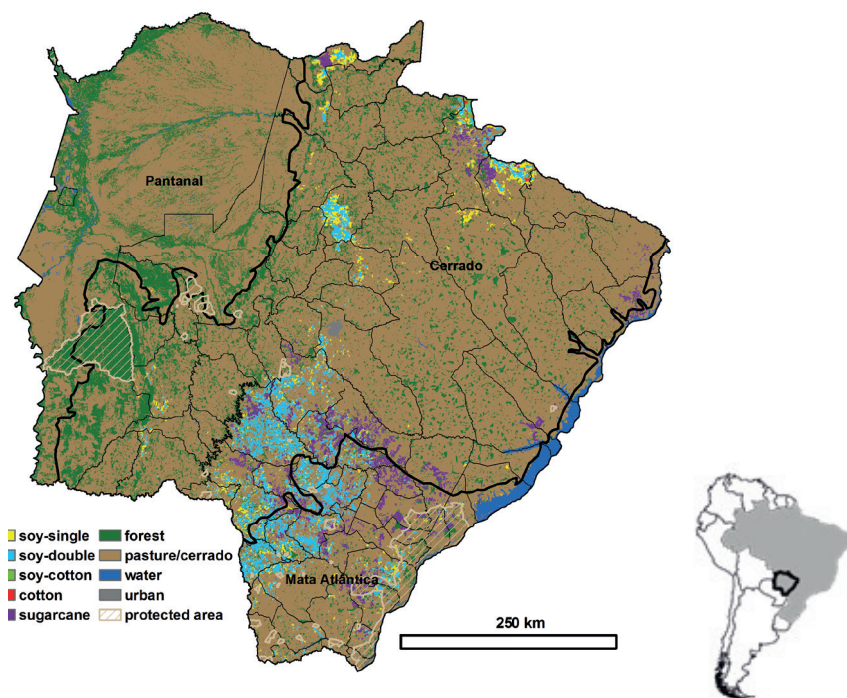 Pantanal
Cerrado
Mata Atlântica
soy-single
soy-double
soy-cotton
cotton
sugarcane
forest
pasture/cerrado
water
urban
protected area
250 km